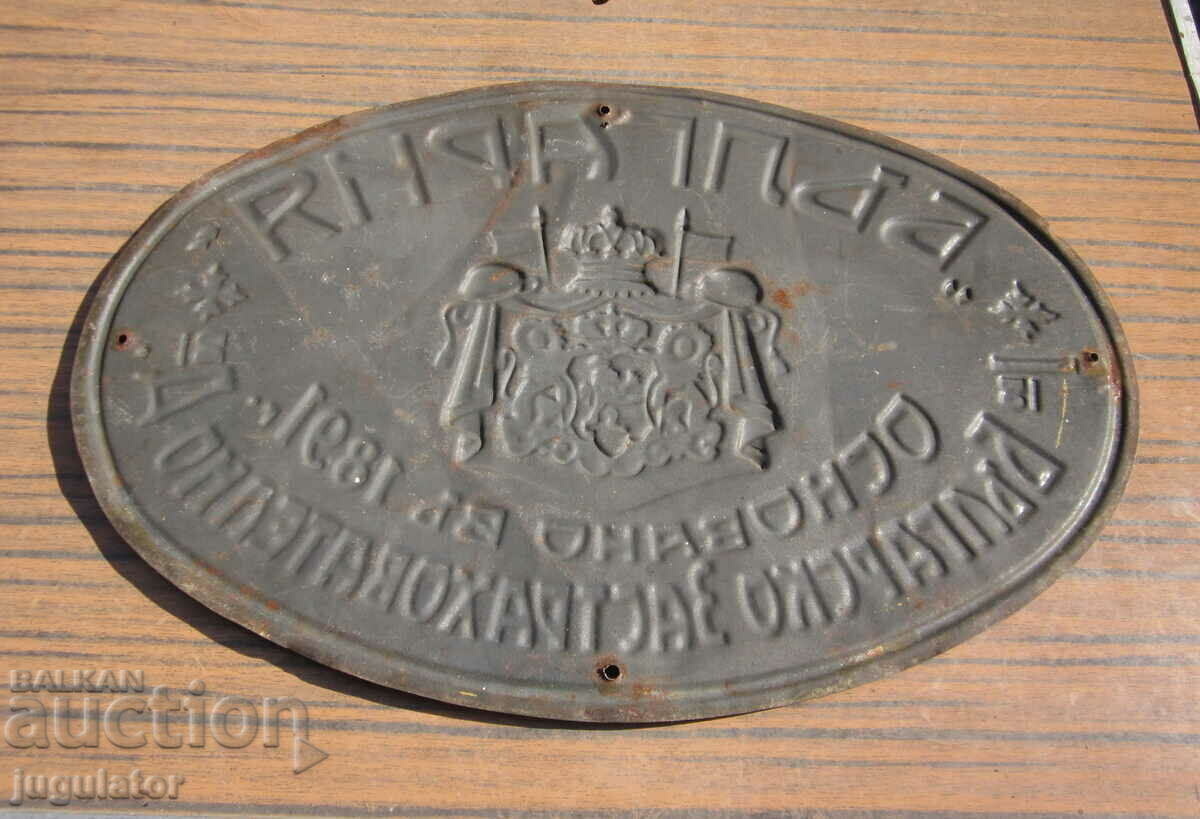 „БЪЛГАРИЯ“
ОСНОВАНО ВЪ 1891.
БЪЛГАРСКО ЗАСТРАХОВАТЕЛНО
BALKAN
auction
jugulator